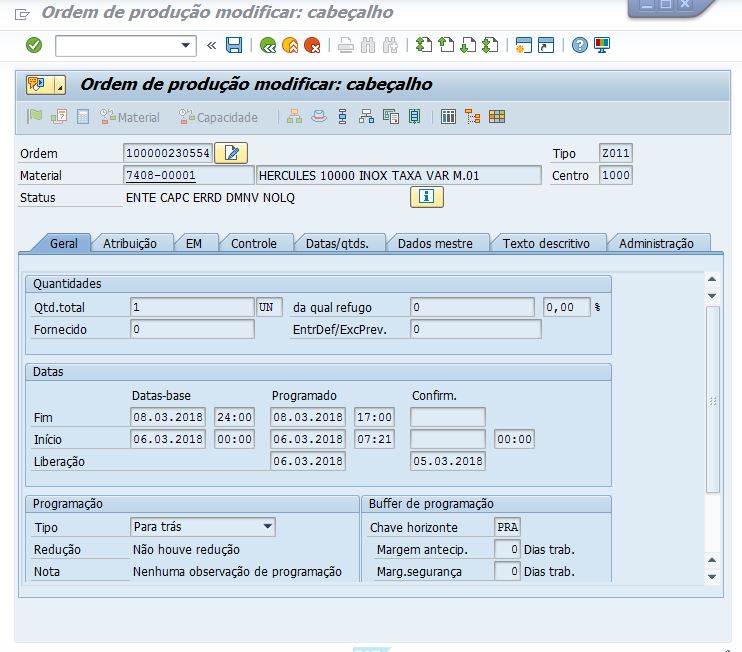 Ordem de produção modificar: cabeçalho
Ordem de produção modificar: cabeçalho
Material Capacidade
Ordem 100000230554 Tipo Z011
Material 7408-00001 HERCULES 10000 INOX TAXA VAR M.01 Centro 1000
Status ENTE CAPC ERRD DMNV NOLQ
Geral Atribuição EM Controle Datas/qtds. Dados mestre Texto descritivo Administração
Quantidades
Qtd.total 1 UN da qual refugo 0 0,00 %
Fornecido 0 EntrDef/ExcPrev. 0
Datas
Datas-base Programado Confirm.
Fim 08.03.2018 24:00 08.03.2018 17:00
Início 06.03.2018 00:00 06.03.2018 07:21 00:00
Liberação 06.03.2018 05.03.2018
Programação Buffer de programação
Tipo Para trás Chave horizonte PRA
Redução Não houve redução Margem antecip. 0 Dias trab.
Nota Nenhuma observação de programação Marg.segurança 0 Dias trab.